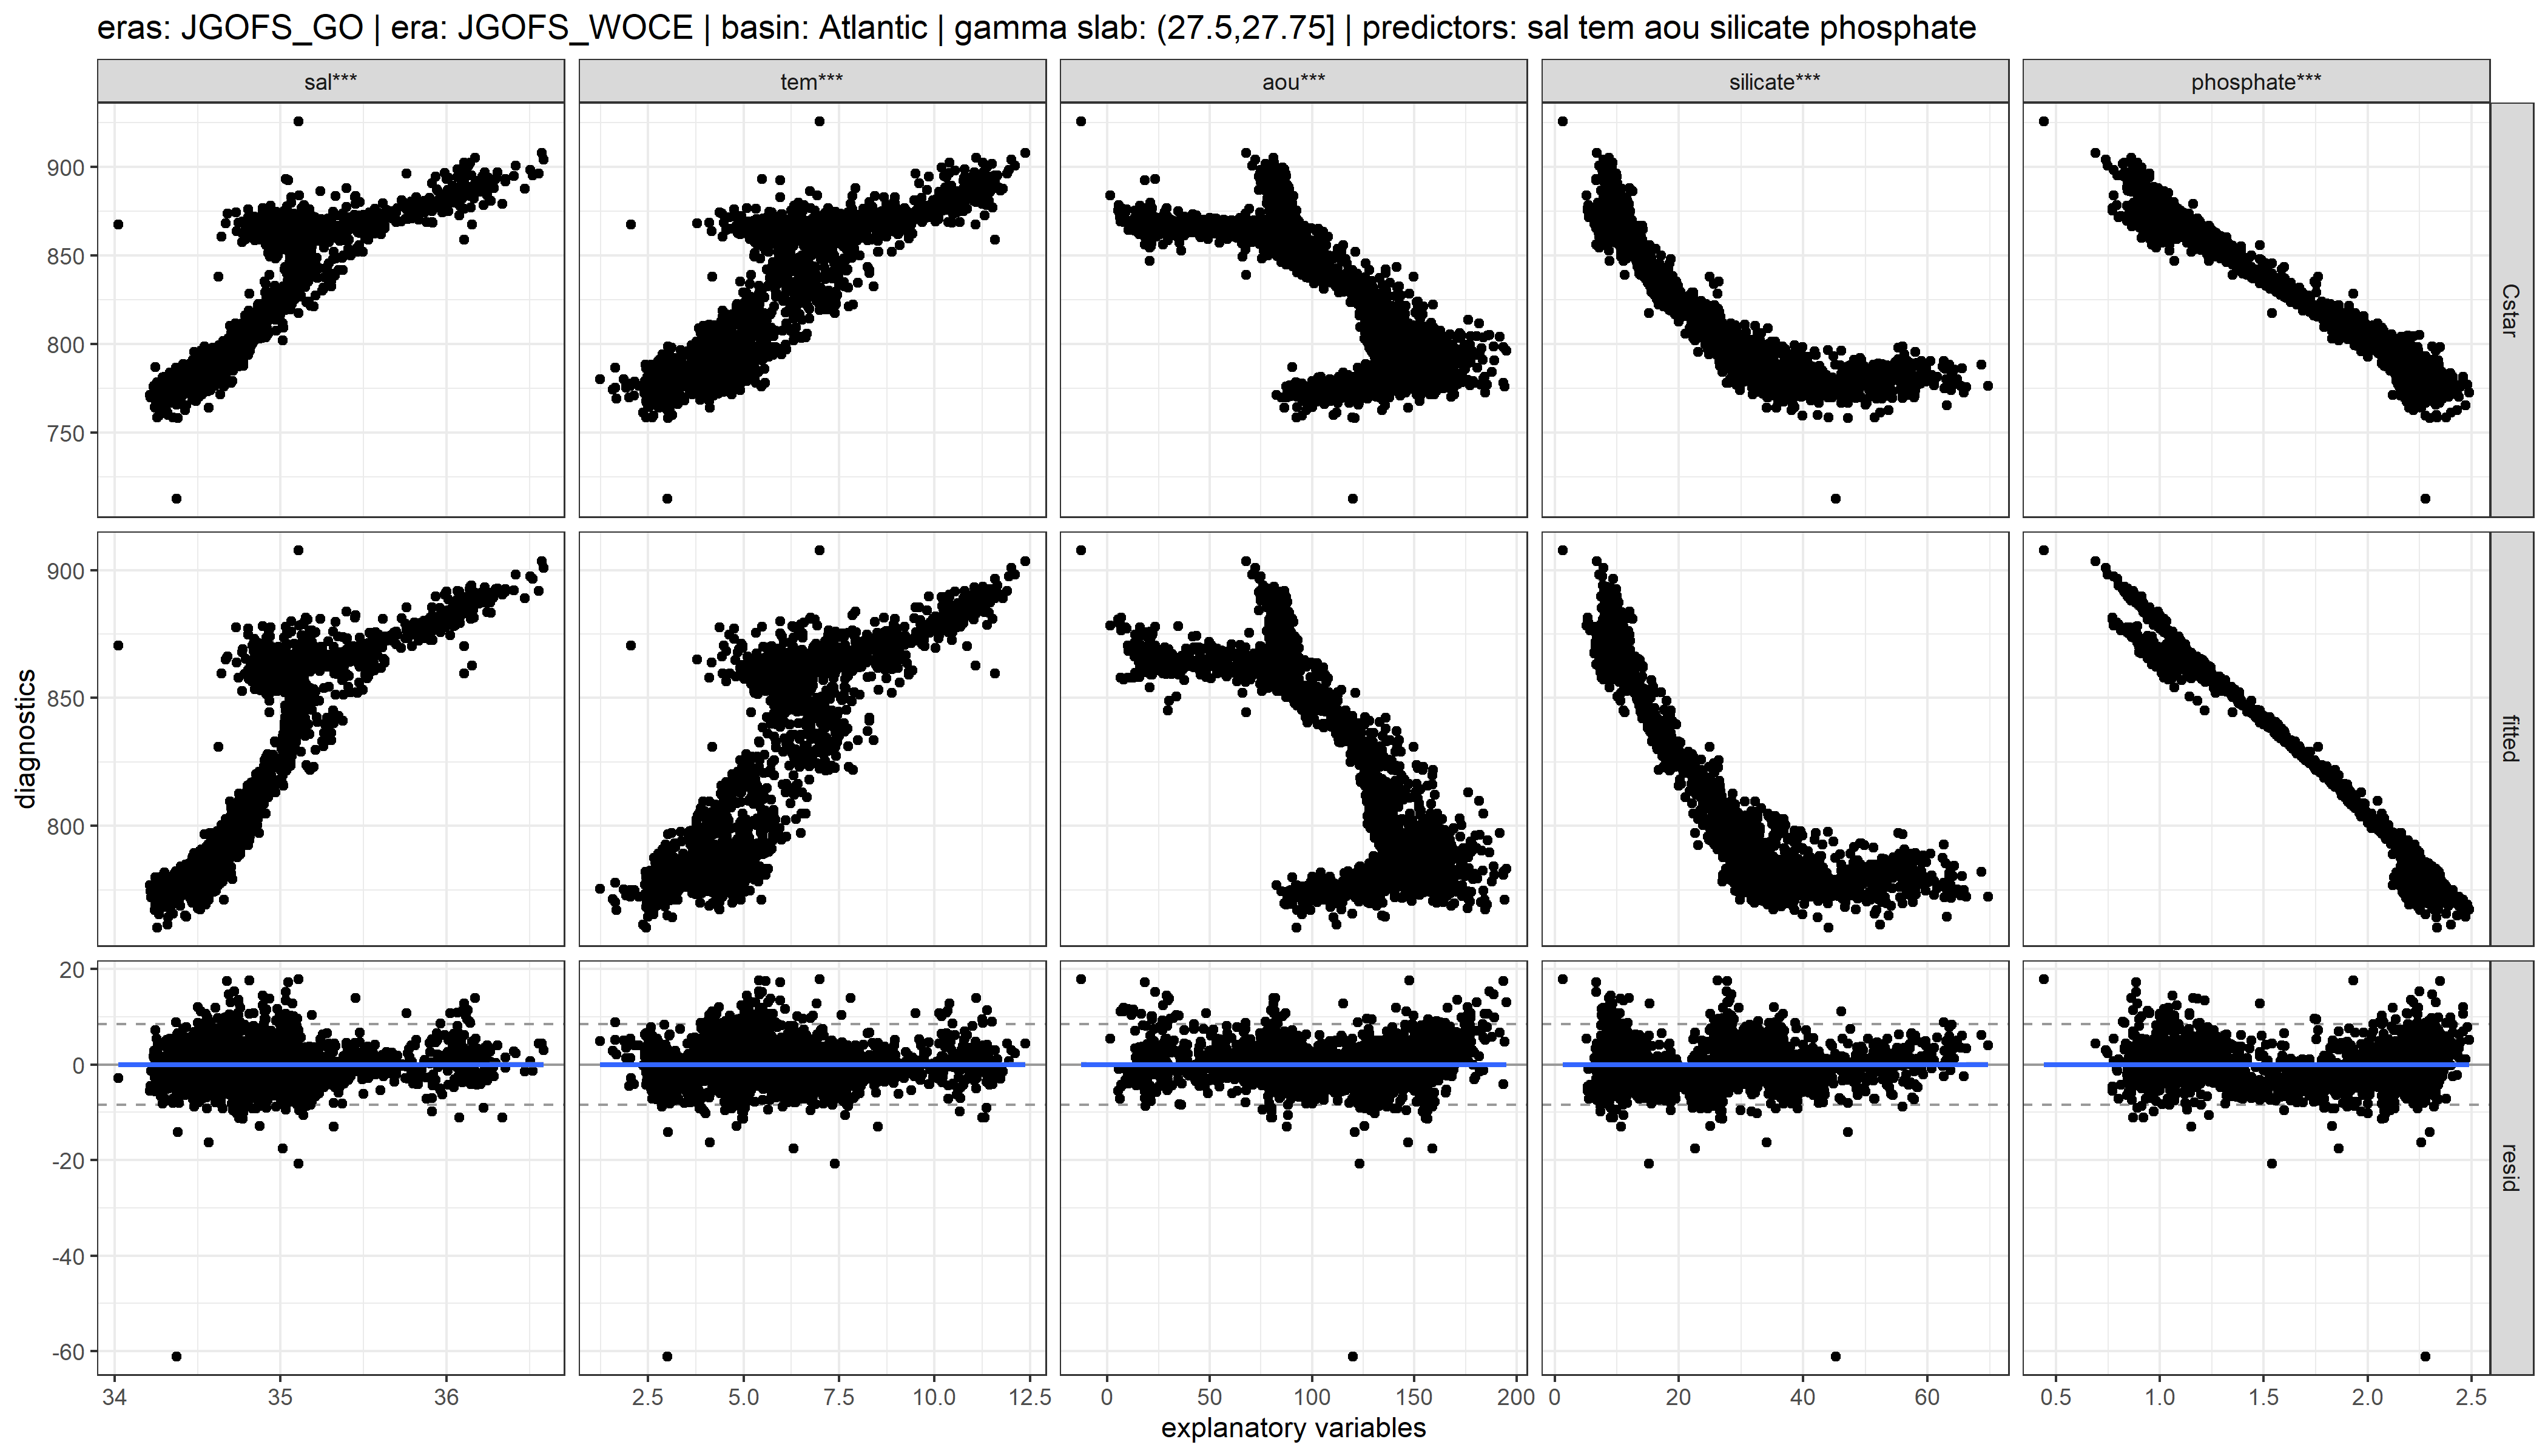 eras: JGOFS_GO | era: JGOFS_WOCE | basin: Atlantic | gamma slab: (27.5,27.75] | predictors: sal tem aou silicate phosphate
sal***
tem***
aou***
silicate***
phosphate***
900
850
800
750
Cstar
900
850
800
fitted
diagnostics
20
0
-20
-40
-60
resid
34 35 36
2.5 5.0 7.5 10.0 12.5
0 50 100 150 200
0 20 40 60
0.5 1.0 1.5 2.0 2.5
explanatory variables